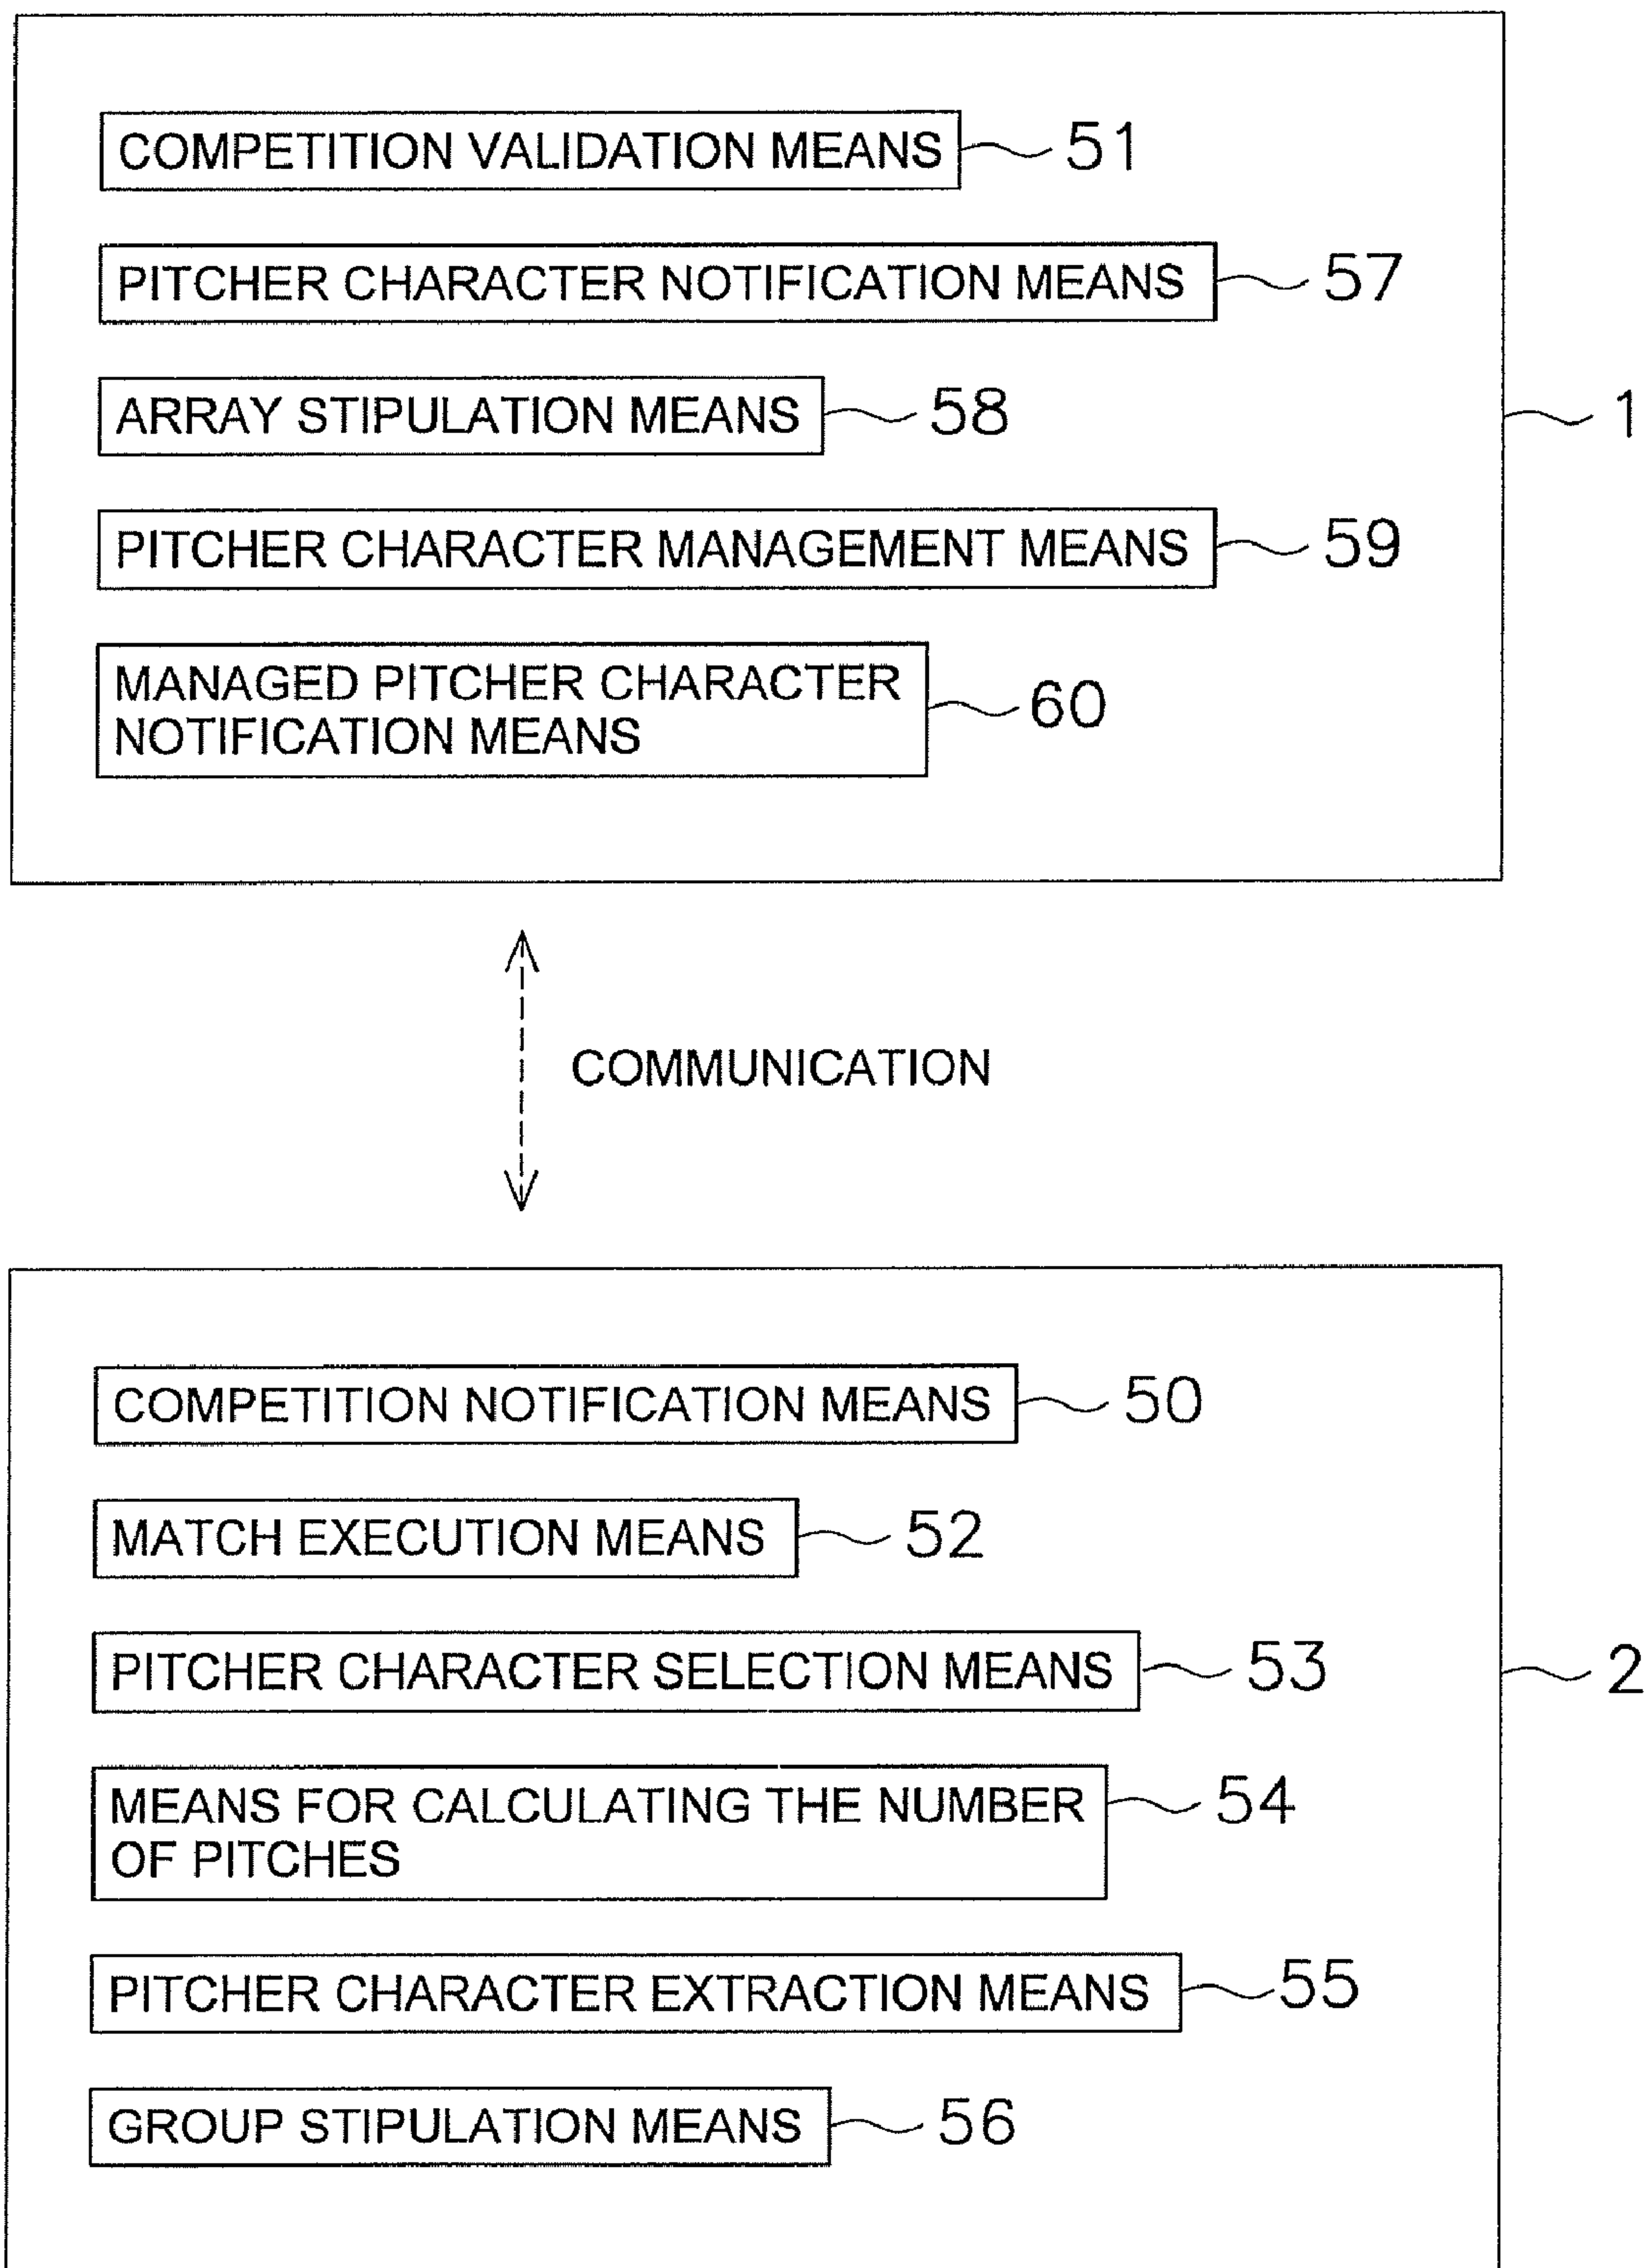 COMPETITION VALIDATION MEANS 51
PITCHER CHARACTER NOTIFICATION MEANS 57
ARRAY STIPULATION MEANS 58
1
PITCHER CHARACTER MANAGEMENT MEANS 59
MANAGED PITCHER CHARACTER
NOTIFICATION MEANS
60
COMMUNICATION
COMPETITION NOTIFICATION MEANS 50
MATCH EXECUTION MEANS 52
PITCHER CHARACTER SELECTION MEANS 53
2
MEANS FOR CALCULATING THE NUMBER
OF PITCHES
54
PITCHER CHARACTER EXTRACTION MEANS 55
GROUP STIPULATION MEANS 56